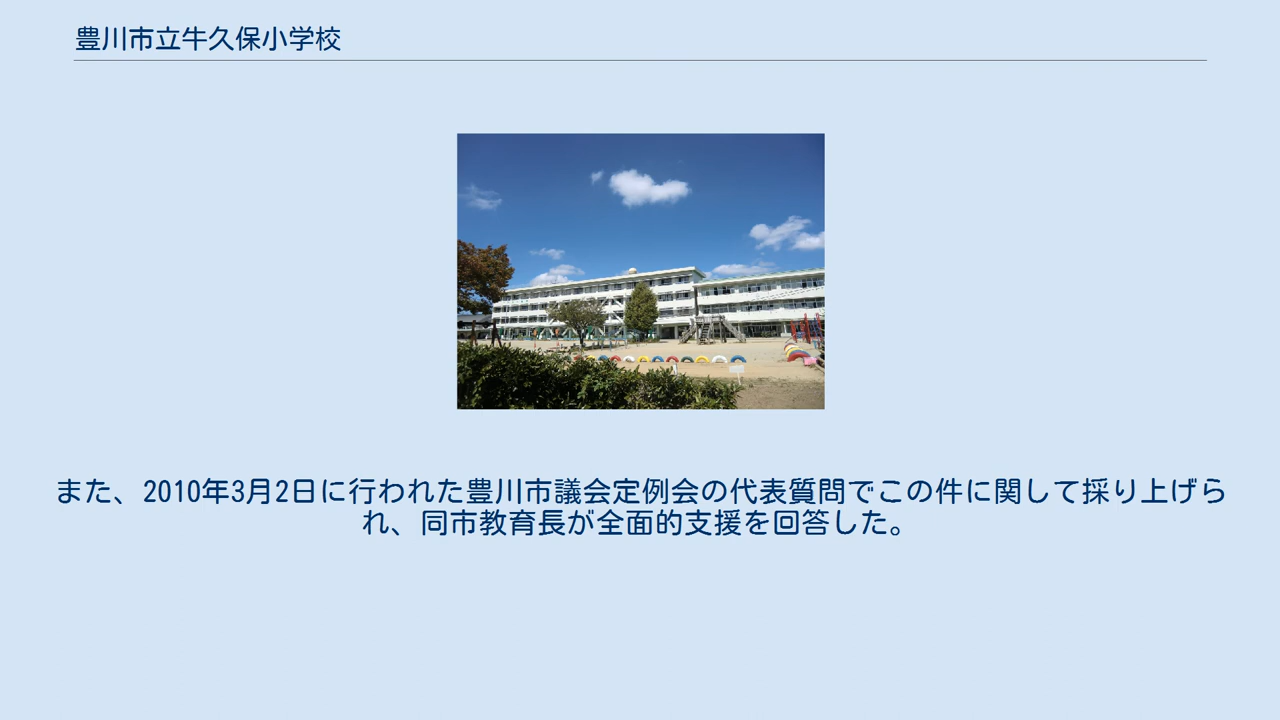 豊川市立牛久保小学校
また、2010年3月2日に行われた豊川市議会定例会の代表質問でこの件に関して採り上げら
れ、同市教育長が全面的支援を回答した。